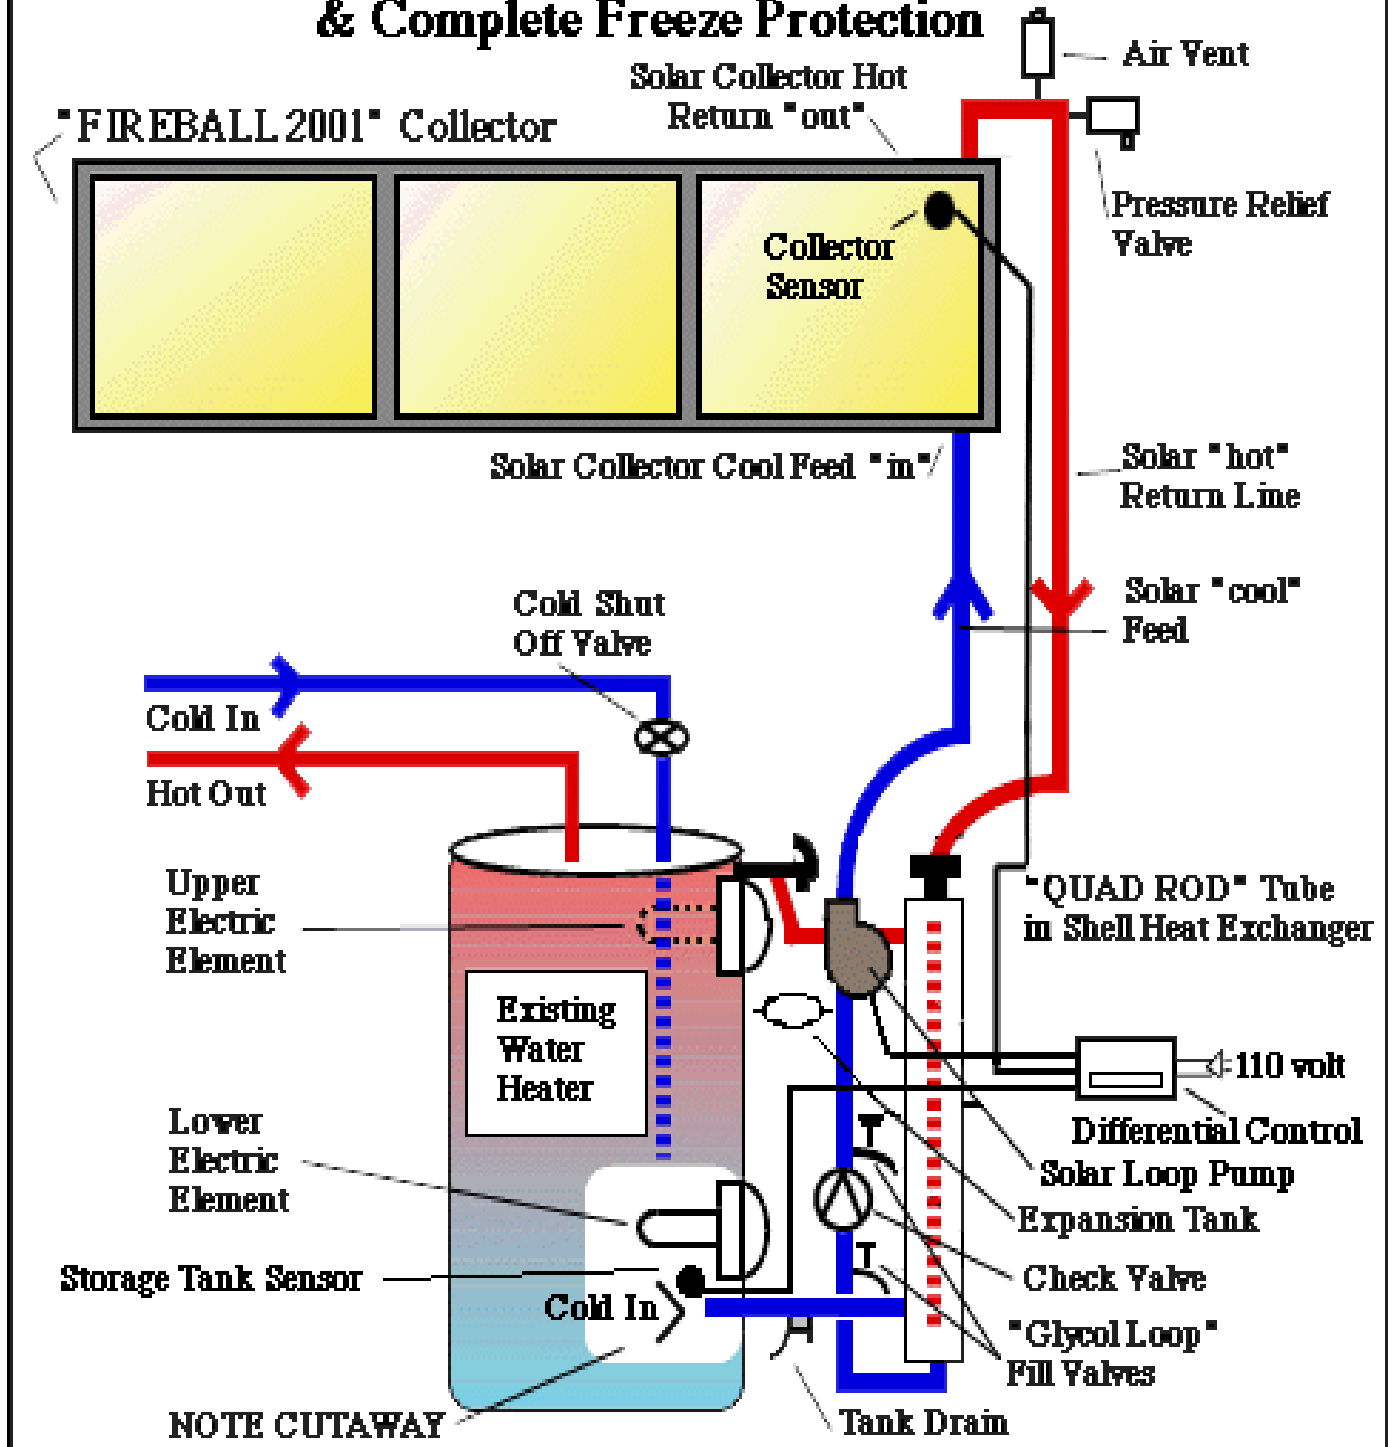 & Complete Freeze Protection
Air Vent
Solar Collector Hot
Return "out"
"FIREBALL 2001" Collector
Pressure Relief
Valve
Collector
Sensor
Solar Collector Cool Feed "in"
Solar "hot"
Return Line
Solar "cool"
Feed
Cold Shut
Off Valve
Cold In
Hot Out
Upper
Electric
Element
"QUAD ROD" Tube
in Shell Heat Exchanger
Existing
Water
Heater
110 volt
Differential Control
Lower
Electric
Element
Solar Loop Pump
Expansion Tank
Storage Tank Sensor
Check Valve
Cold In
"Glycol Loop"
Fill Valves
NOTE CUTAWAY
Tank Drain